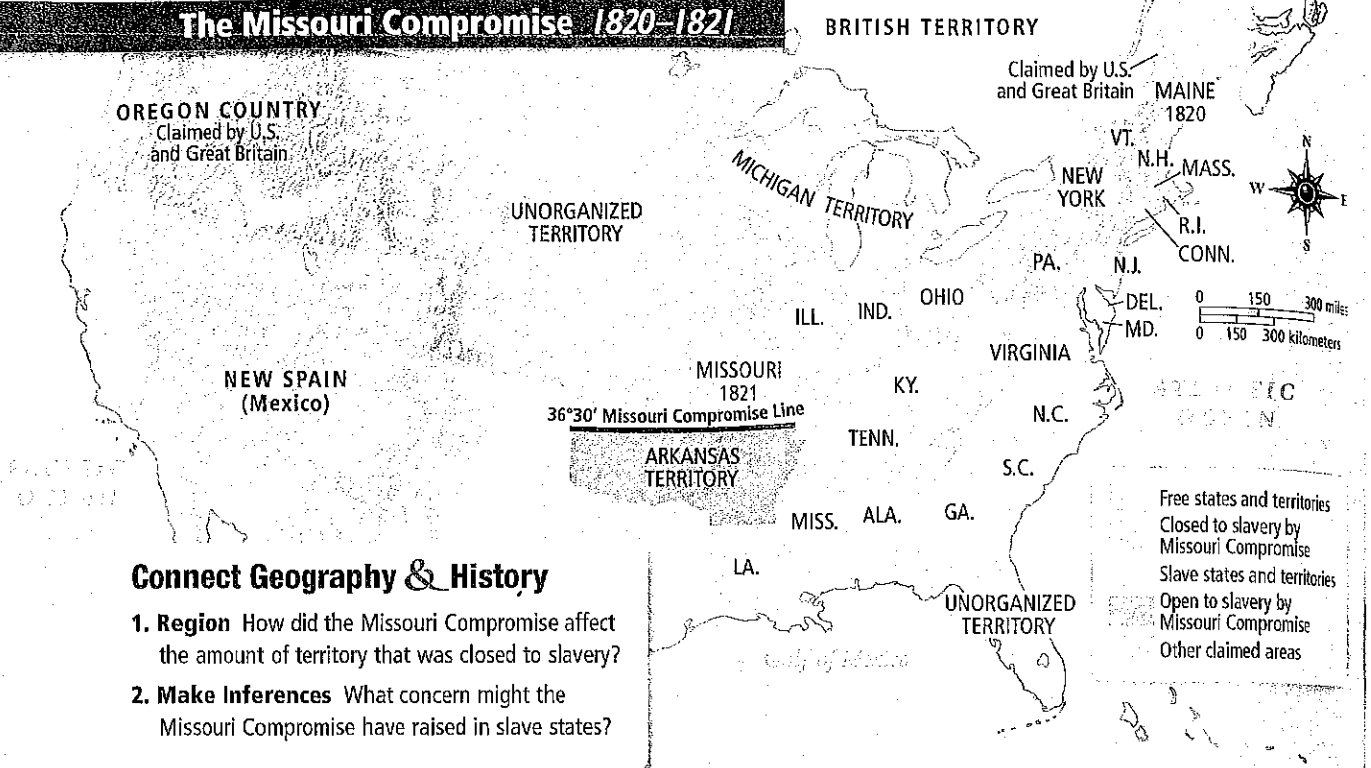 The Missouri Compromise 1820–1821
BRITISH TERRITORY
Claimed by U.S.
and Great Britain
MAINE
1820
OREGON COUNTRY
Claimed by U.S.
and Great Britain
VT.
N.H.
MASS.
NEW
YORK
N
W
E
S
MICHIGAN TERRITORY
UNORGANIZED
TERRITORY
R.I.
CONN.
PA.
N.J.
OHIO
IND.
ILL.
DEL.
MD.
0 150 300 miles
0 150 300 kilometers
VIRGINIA
NEW SPAIN
(Mexico)
MISSOURI
1821
KY.
36°30' Missouri Compromise Line
N.C.
TENN.
ARKANSAS
TERRITORY
S.C.
MISS.
ALA.
GA.
LA.
UNORGANIZED
TERRITORY
Gulf of Mexico
Free states and territories
Closed to slavery by
Missouri Compromise
Slave states and territories
Open to slavery by
Missouri Compromise
Other claimed areas
Connect Geography & History
1. Region How did the Missouri Compromise affect
the amount of territory that was closed to slavery?
2. Make Inferences What concern might the
Missouri Compromise have raised in slave states?